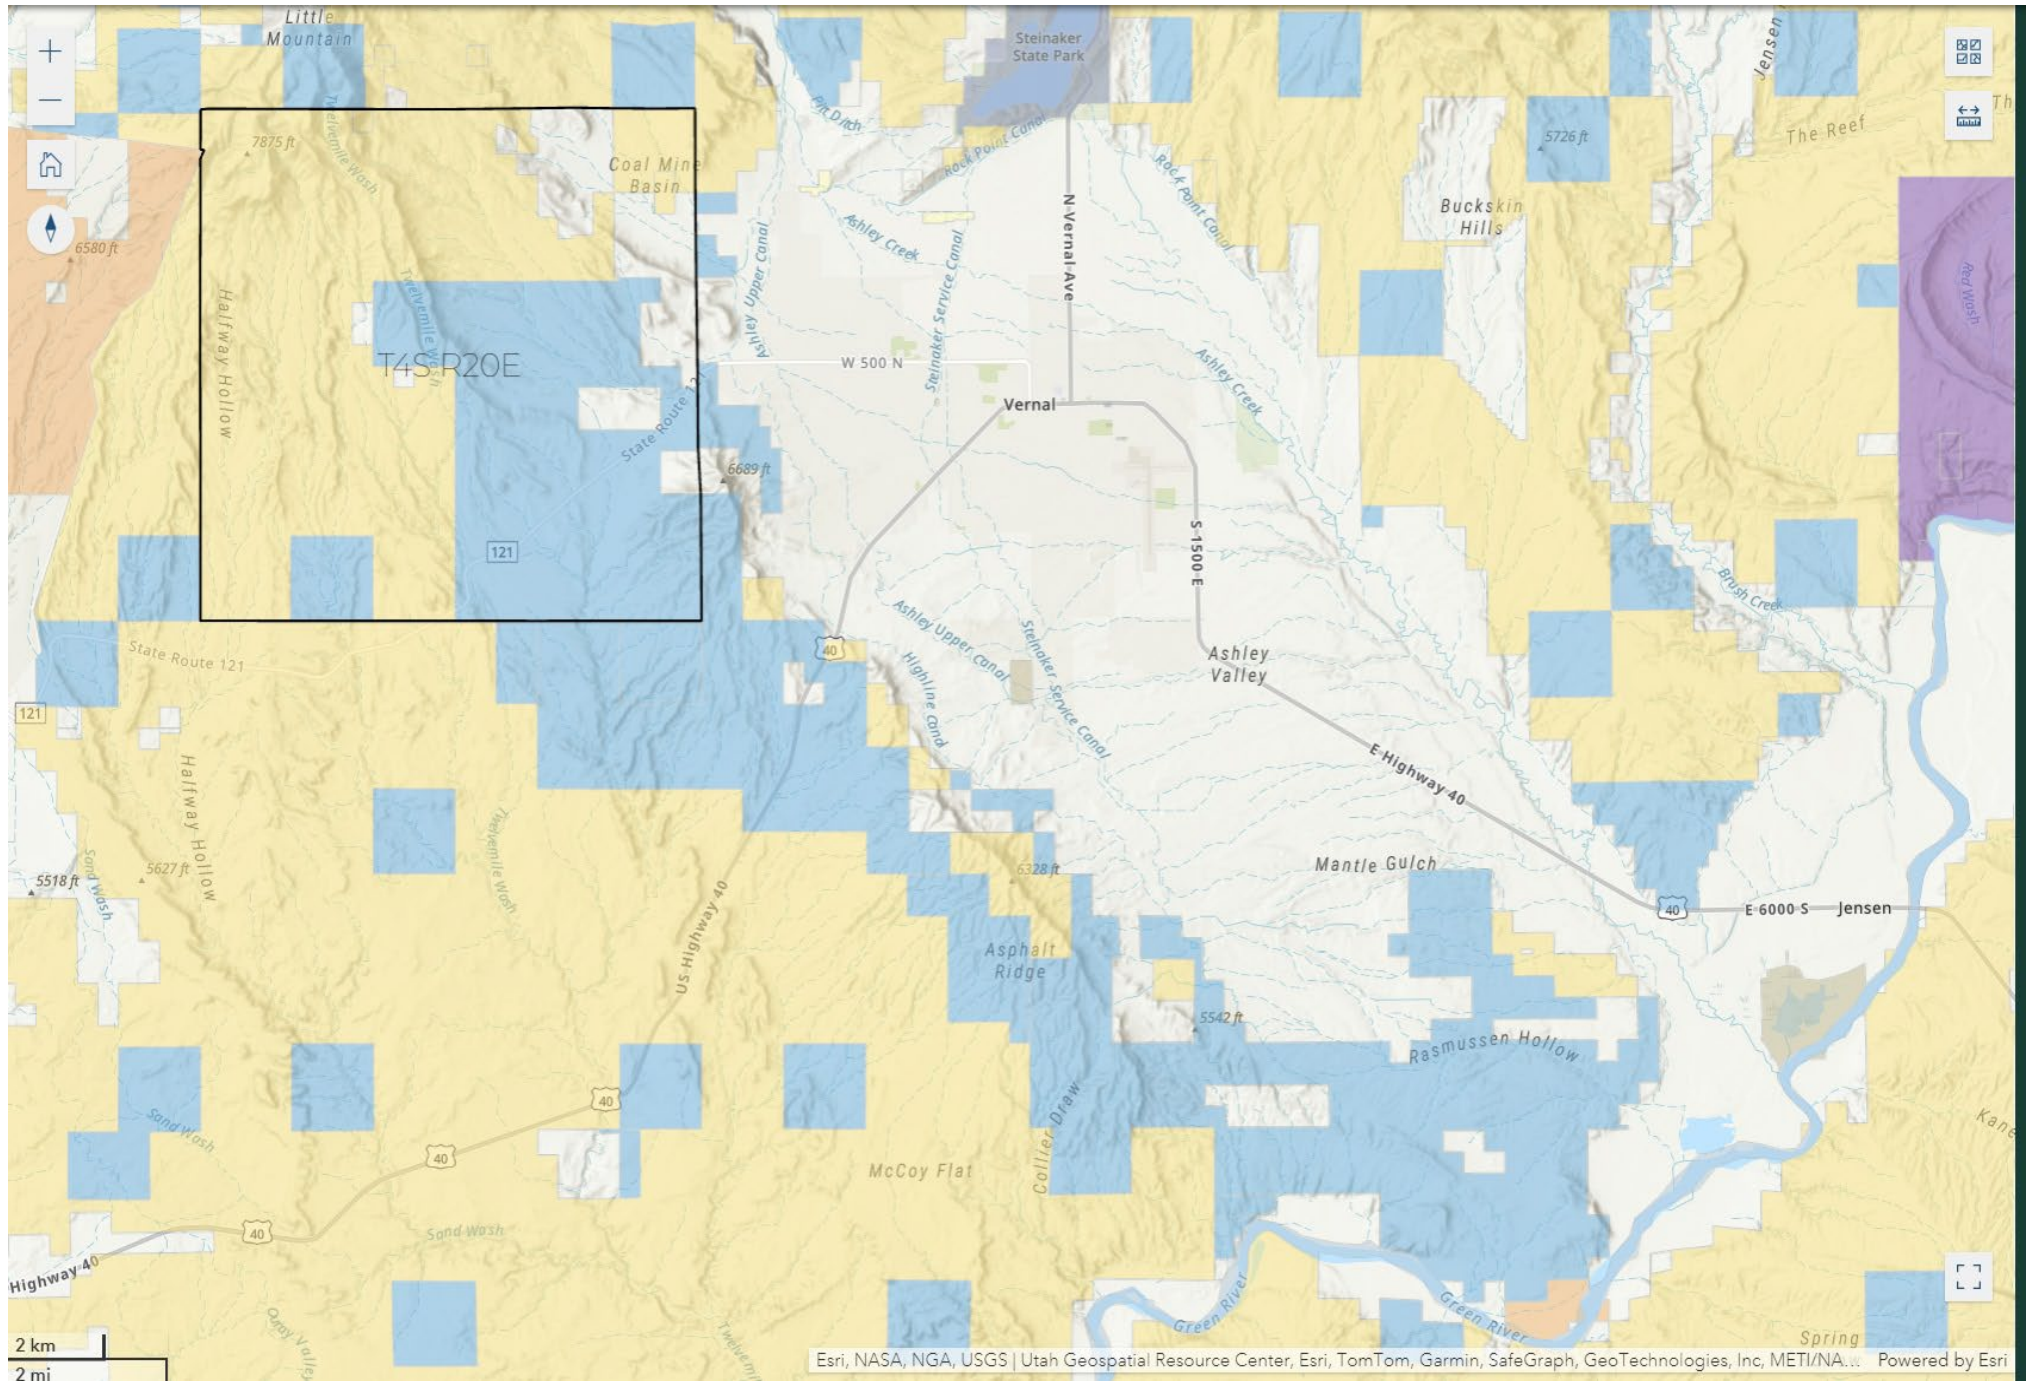 Little
Mountain
Steinaker
State Park
Jensen
+
−
Pit Ditch
Rock Point Canal
5726 ft
The Reef
Th
7875 ft
Twelvemile Wash
Coal Mine
Basin
Rock Point Canal
6580 ft
Ashley Upper Canal
Ashley Creek
Steinaker Service Canal
N Vernal Ave
Buckskin
Hills
Red Wash
Halfway Hollow
Twelvemile Wash
T4S R20E
W 500 N
Ashley Creek
Vernal
State Route 121
6689 ft
121
S 1500 E
Brush Creek
Ashley Upper Canal
Steinaker Service Canal
State Route 121
40
Highline Canal
Ashley
Valley
121
Halfway Hollow
E Highway 40
Twelvemile Wash
Sand Wash
5627 ft
5518 ft
6328 ft
Mantle Gulch
US Highway 40
40
E 6000 S
Jensen
Asphalt
Ridge
5542 ft
Rasmussen Hollow
Sand Wash
40
Collier Draw
Kane
40
McCoy Flat
40
Sand Wash
Highway 40
Green River
Green River
Ouray Valley
Twelvemi
Spring
2 km
2 mi
Esri, NASA, NGA, USGS | Utah Geospatial Resource Center, Esri, TomTom, Garmin, SafeGraph, GeoTechnologies, Inc, METI/NA...
Powered by Esri